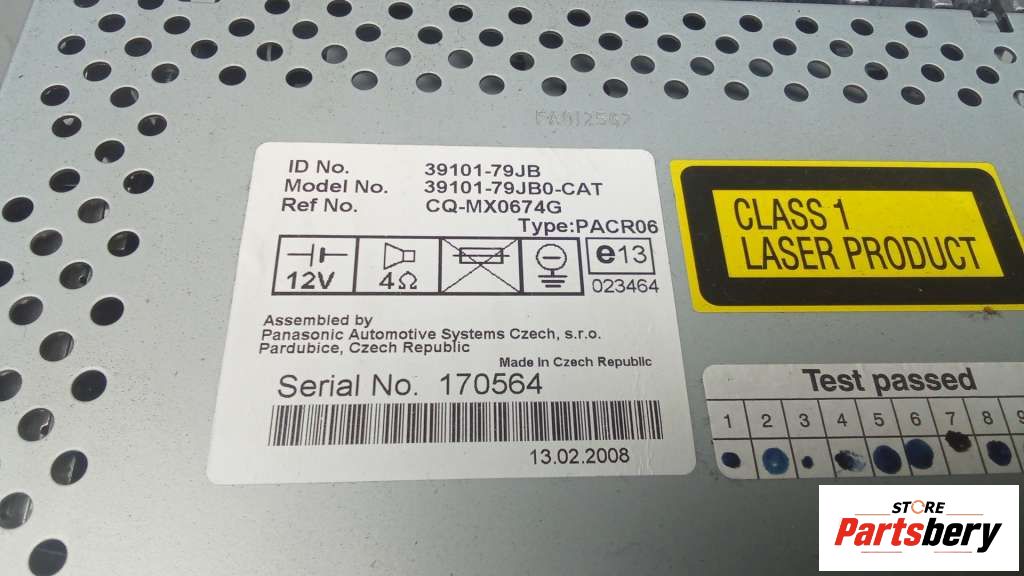 ID No. 39101-79JB
Model No. 39101-79JB0-CAT
Ref No. CQ-MX0674G
Type:PACR06
12V 4Ω e13
023464
Assembled by
Panasonic Automotive Systems Czech, s.r.o.
Pardubice, Czech Republic
Made in Czech Republic
Serial No. 170564
13.02.2008
CLASS 1
LASER PRODUCT
Test passed
1 2 3 4 5 6 7 8 9
STORE
Partsbery